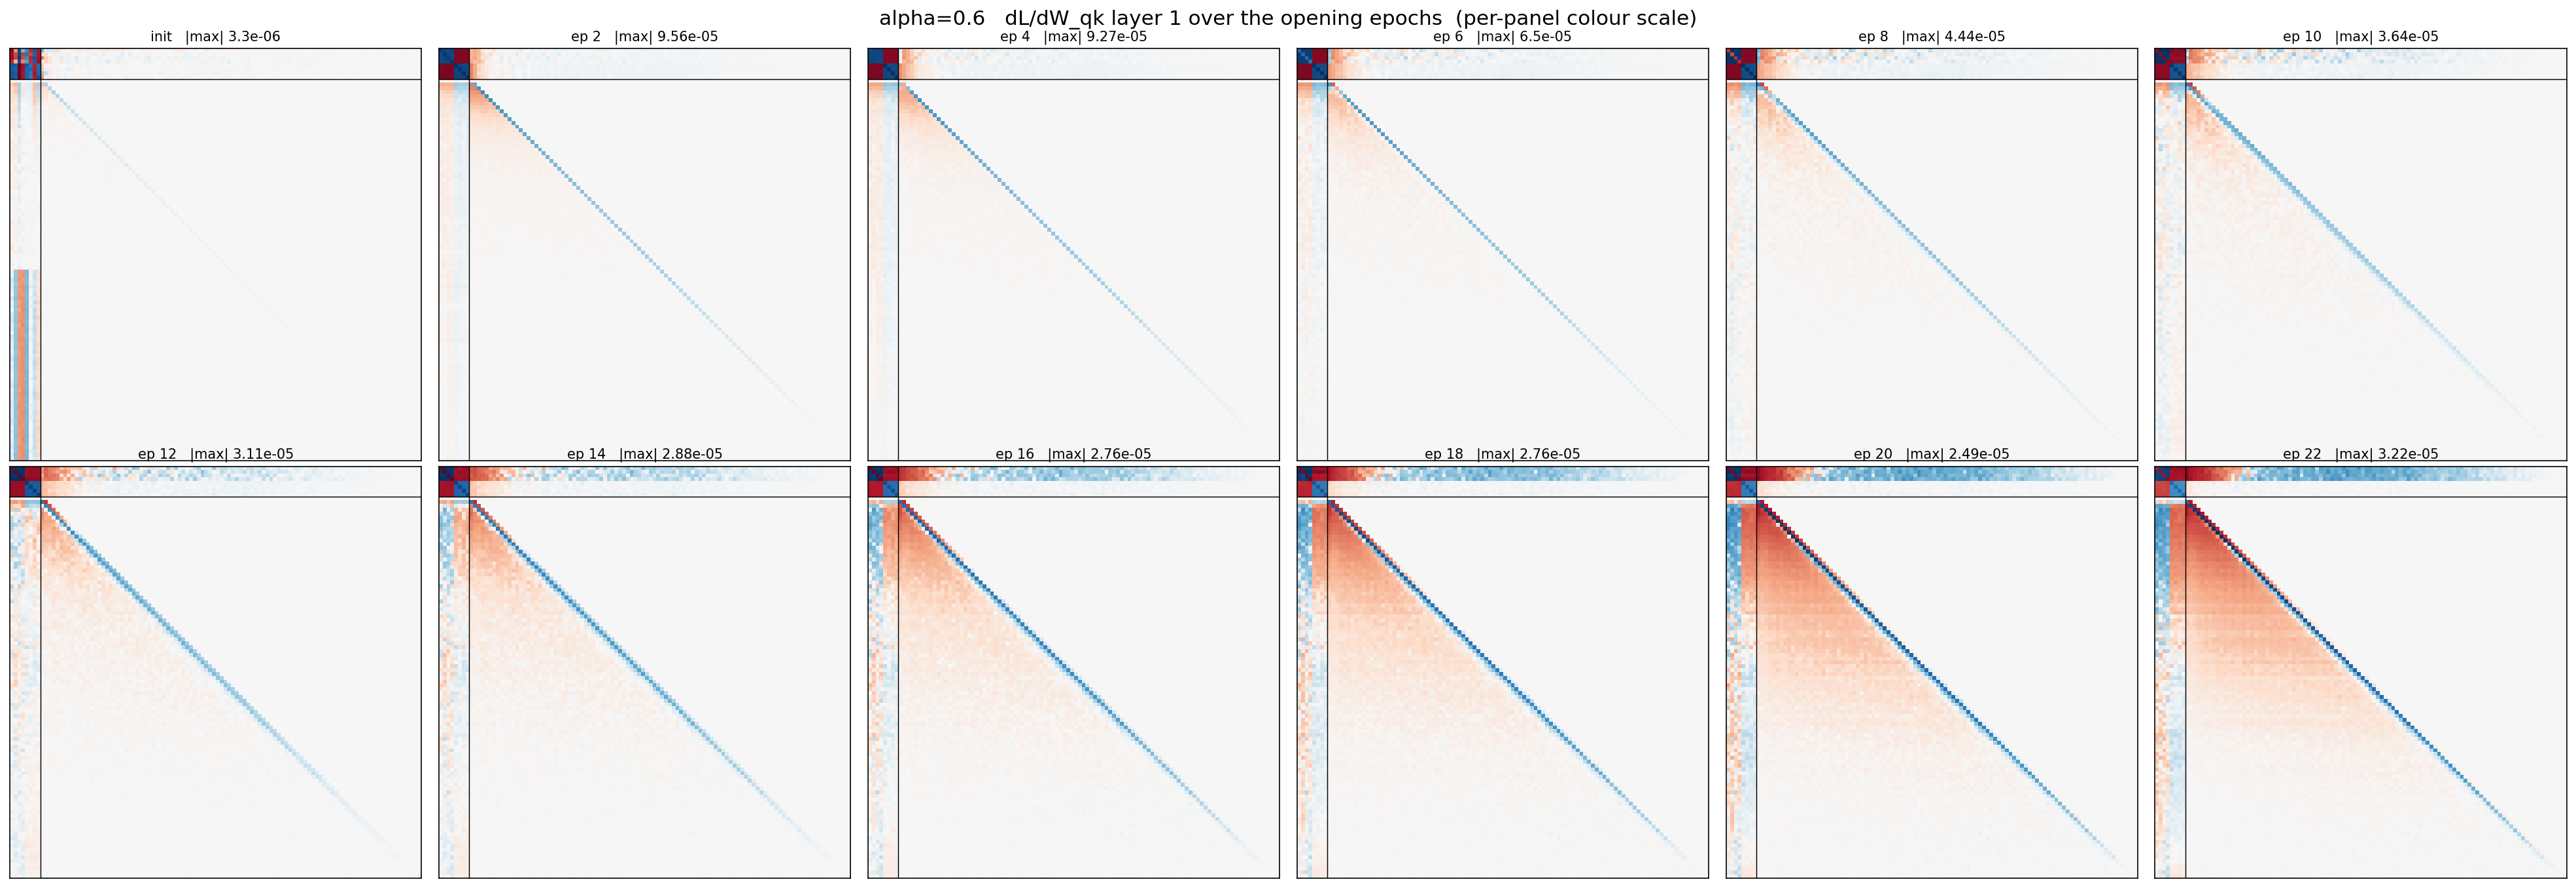 alpha=0.6   dL/dW_qk layer 1 over the opening epochs  (per-panel colour scale)
init   |max| 3.3e-06
ep 2   |max| 9.56e-05
ep 4   |max| 9.27e-05
ep 6   |max| 6.5e-05
ep 8   |max| 4.44e-05
ep 10   |max| 3.64e-05
ep 12   |max| 3.11e-05
ep 14   |max| 2.88e-05
ep 16   |max| 2.76e-05
ep 18   |max| 2.76e-05
ep 20   |max| 2.49e-05
ep 22   |max| 3.22e-05